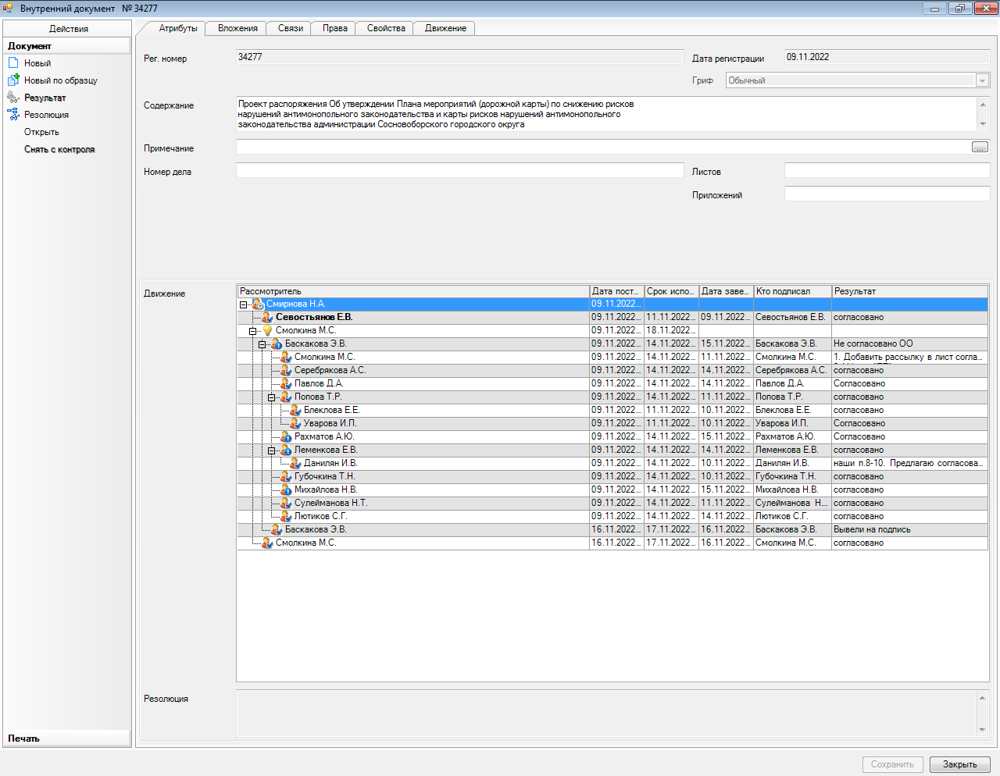 Внутренний документ № 34277
Действия
Документ
Новый
Новый по образцу
Результат
Резолюция
Открыть
Снять с контроля
Печать
Атрибуты Вложения Связи Права Свойства Движение
Рег. номер 34277 Дата регистрации 09.11.2022
Гриф Обычный
Содержание
Проект распоряжения Об утверждении Плана мероприятий (дорожной карты) по снижению рисков
нарушений антимонопольного законодательства и карты рисков нарушений антимонопольного
законодательства администрации Сосновоборского городского округа
Примечание ...
Номер дела Листов
Приложений
Движение
Рассмотритель Дата пост... Срок испо... Дата заве... Кто подписал Результат
Смирнова Н.А. 09.11.2022...
Севостьянов Е.В. 09.11.2022... 11.11.2022... 09.11.2022... Севостьянов Е.В. согласовано
Смолкина М.С. 09.11.2022... 18.11.2022...
Баскакова Э.В. 09.11.2022... 14.11.2022... 15.11.2022... Баскакова Э.В. Не согласовано ОО
Смолкина М.С. 09.11.2022... 14.11.2022... 11.11.2022... Смолкина М.С. 1. Добавить рассылку в лист согла...
Серебрякова А.С. 09.11.2022... 14.11.2022... 14.11.2022... Серебрякова А.С. согласовано
Павлов Д.А. 09.11.2022... 14.11.2022... 14.11.2022... Павлов Д.А. Согласовано
Попова Т.Р. 09.11.2022... 14.11.2022... 11.11.2022... Попова Т.Р. согласовано
Блеклова Е.Е. 09.11.2022... 11.11.2022... 10.11.2022... Блеклова Е.Е. согласовано
Уварова И.П. 09.11.2022... 11.11.2022... 10.11.2022... Уварова И.П. Согласовано
Рахматов А.Ю. 09.11.2022... 14.11.2022... 15.11.2022... Рахматов А.Ю. Согласовано
Леменкова Е.В. 09.11.2022... 14.11.2022... 14.11.2022... Леменкова Е.В. согласовано
Данилян И.В. 09.11.2022... 14.11.2022... 10.11.2022... Данилян И.В. наши п.8-10. Предлагаю согласова...
Губочкина Т.Н. 09.11.2022... 14.11.2022... 10.11.2022... Губочкина Т.Н. согласовано
Михайлова Н.В. 09.11.2022... 14.11.2022... 15.11.2022... Михайлова Н.В. согласовано
Сулейманова Н.Т. 09.11.2022... 14.11.2022... 11.11.2022... Сулейманова Н.... согласовано
Лютиков С.Г. 09.11.2022... 14.11.2022... 14.11.2022... Лютиков С.Г. согласовано
Баскакова Э.В. 16.11.2022... 17.11.2022... 16.11.2022... Баскакова Э.В. Вывели на подпись
Смолкина М.С. 16.11.2022... 17.11.2022... 16.11.2022... Смолкина М.С. согласовано
Резолюция
Сохранить Закрыть